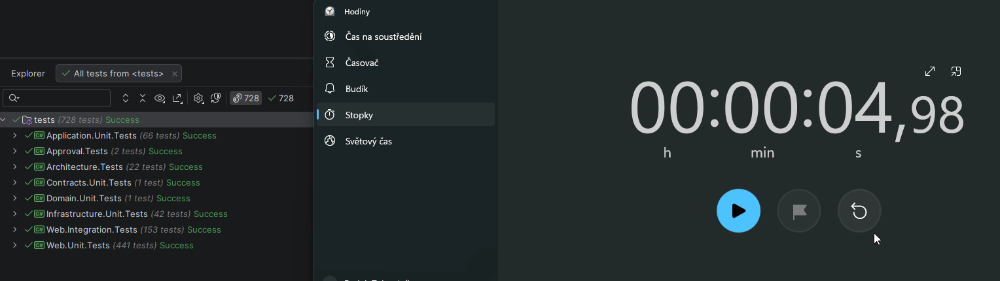 Explorer
All tests from <tests>
728
728
tests (728 tests) Success
C# Application.Unit.Tests (66 tests) Success
C# Approval.Tests (2 tests) Success
C# Architecture.Tests (22 tests) Success
C# Contracts.Unit.Tests (1 test) Success
C# Domain.Unit.Tests (1 test) Success
C# Infrastructure.Unit.Tests (42 tests) Success
C# Web.Integration.Tests (153 tests) Success
C# Web.Unit.Tests (441 tests) Success
Hodiny
Čas na soustředění
Časovač
Budík
Stopky
Světový čas
00:00:04,98
h min s